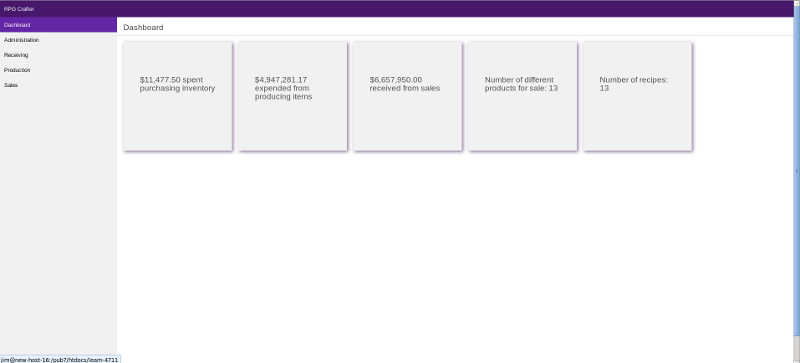 RPG Crafter
Dashboard
Administration
Receiving
Production
Sales
Dashboard
$11,477.50 spent
purchasing inventory
$4,947,281.17
expended from
producing items
$6,657,950.00
received from sales
Number of different
products for sale: 13
Number of recipes:
13
jim@new-host-16:/pub7/htdocs/learn-4711